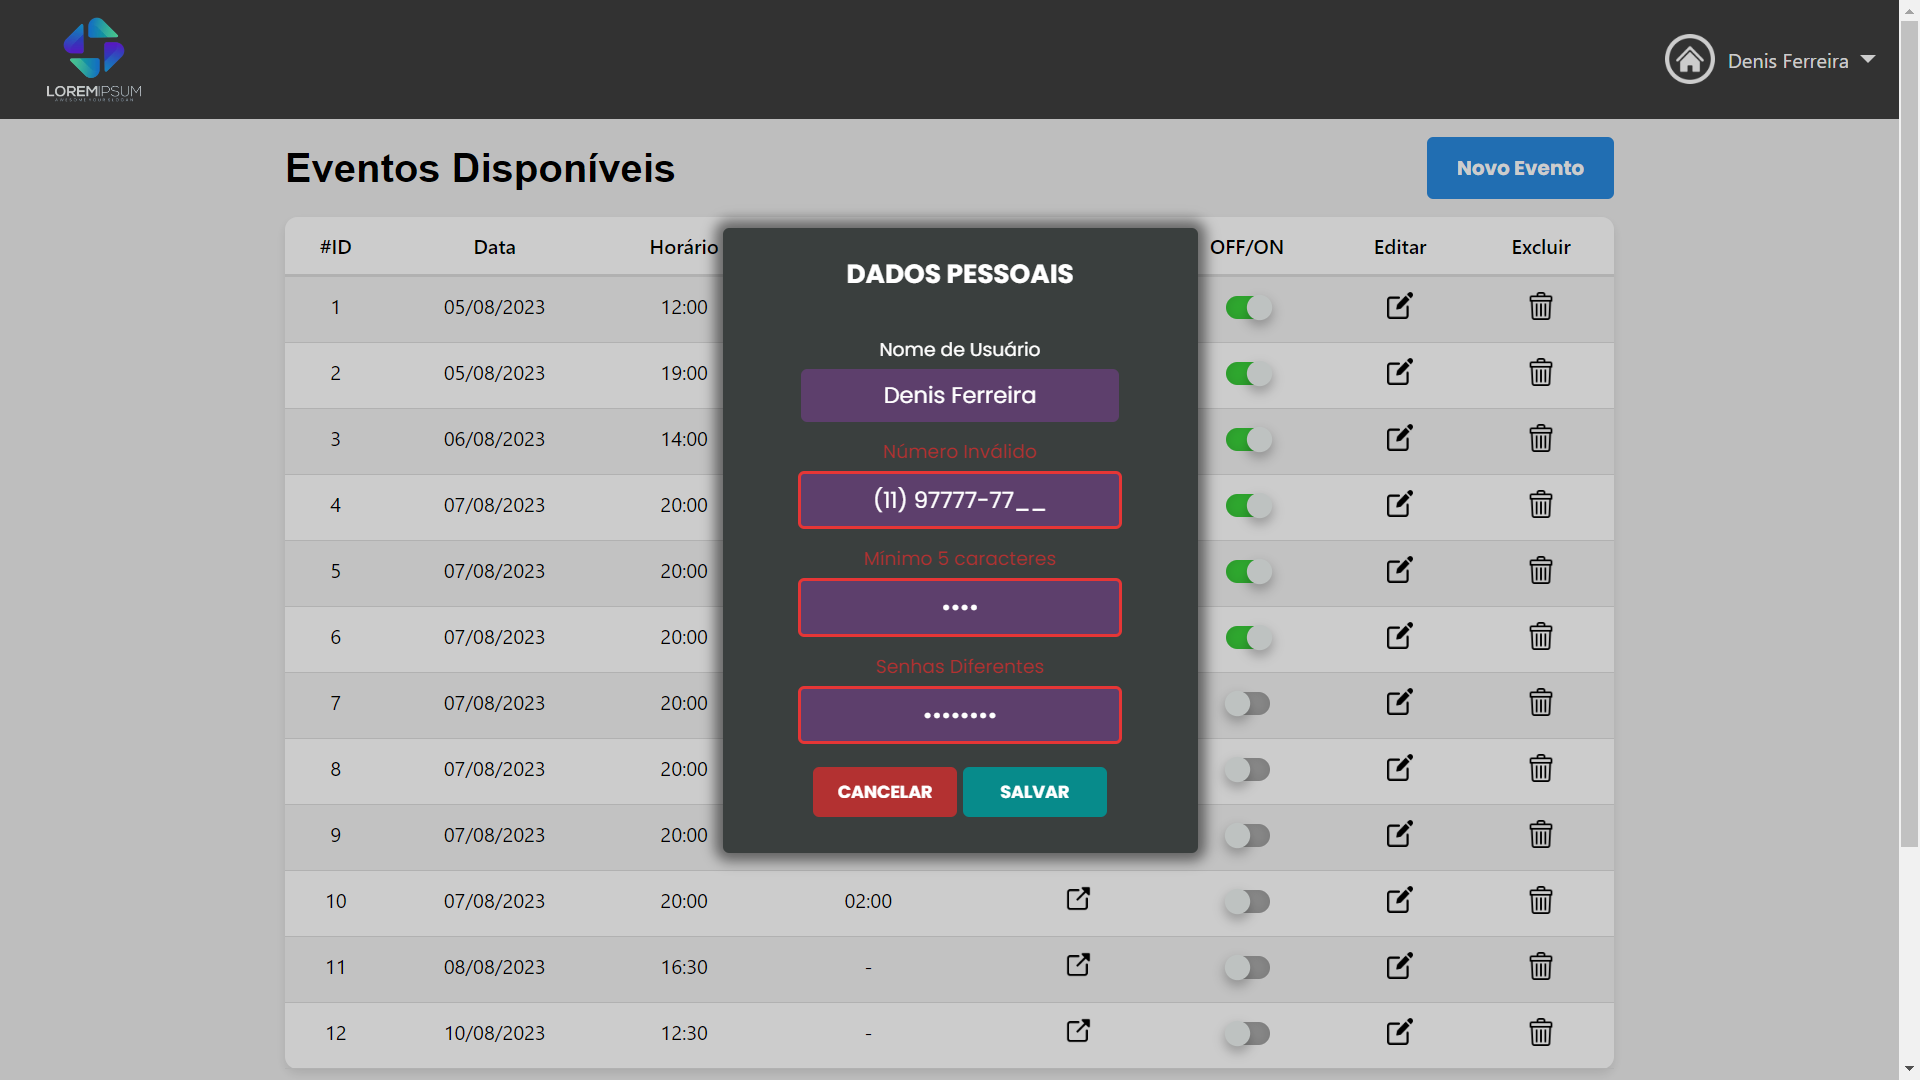 LOREMIPSUM
AWESOME YOUR SLOGAN
Denis Ferreira
Eventos Disponíveis
Novo Evento
#ID Data Horário OFF/ON Editar Excluir
1 05/08/2023 12:00
2 05/08/2023 19:00
3 06/08/2023 14:00
4 07/08/2023 20:00
5 07/08/2023 20:00
6 07/08/2023 20:00
7 07/08/2023 20:00
8 07/08/2023 20:00
9 07/08/2023 20:00
10 07/08/2023 20:00 02:00
11 08/08/2023 16:30 -
12 10/08/2023 12:30 -
DADOS PESSOAIS
Nome de Usuário
Denis Ferreira
Número Inválido
(11) 97777-77__
Mínimo 5 caracteres
••••
Senhas Diferentes
••••••••
CANCELAR SALVAR